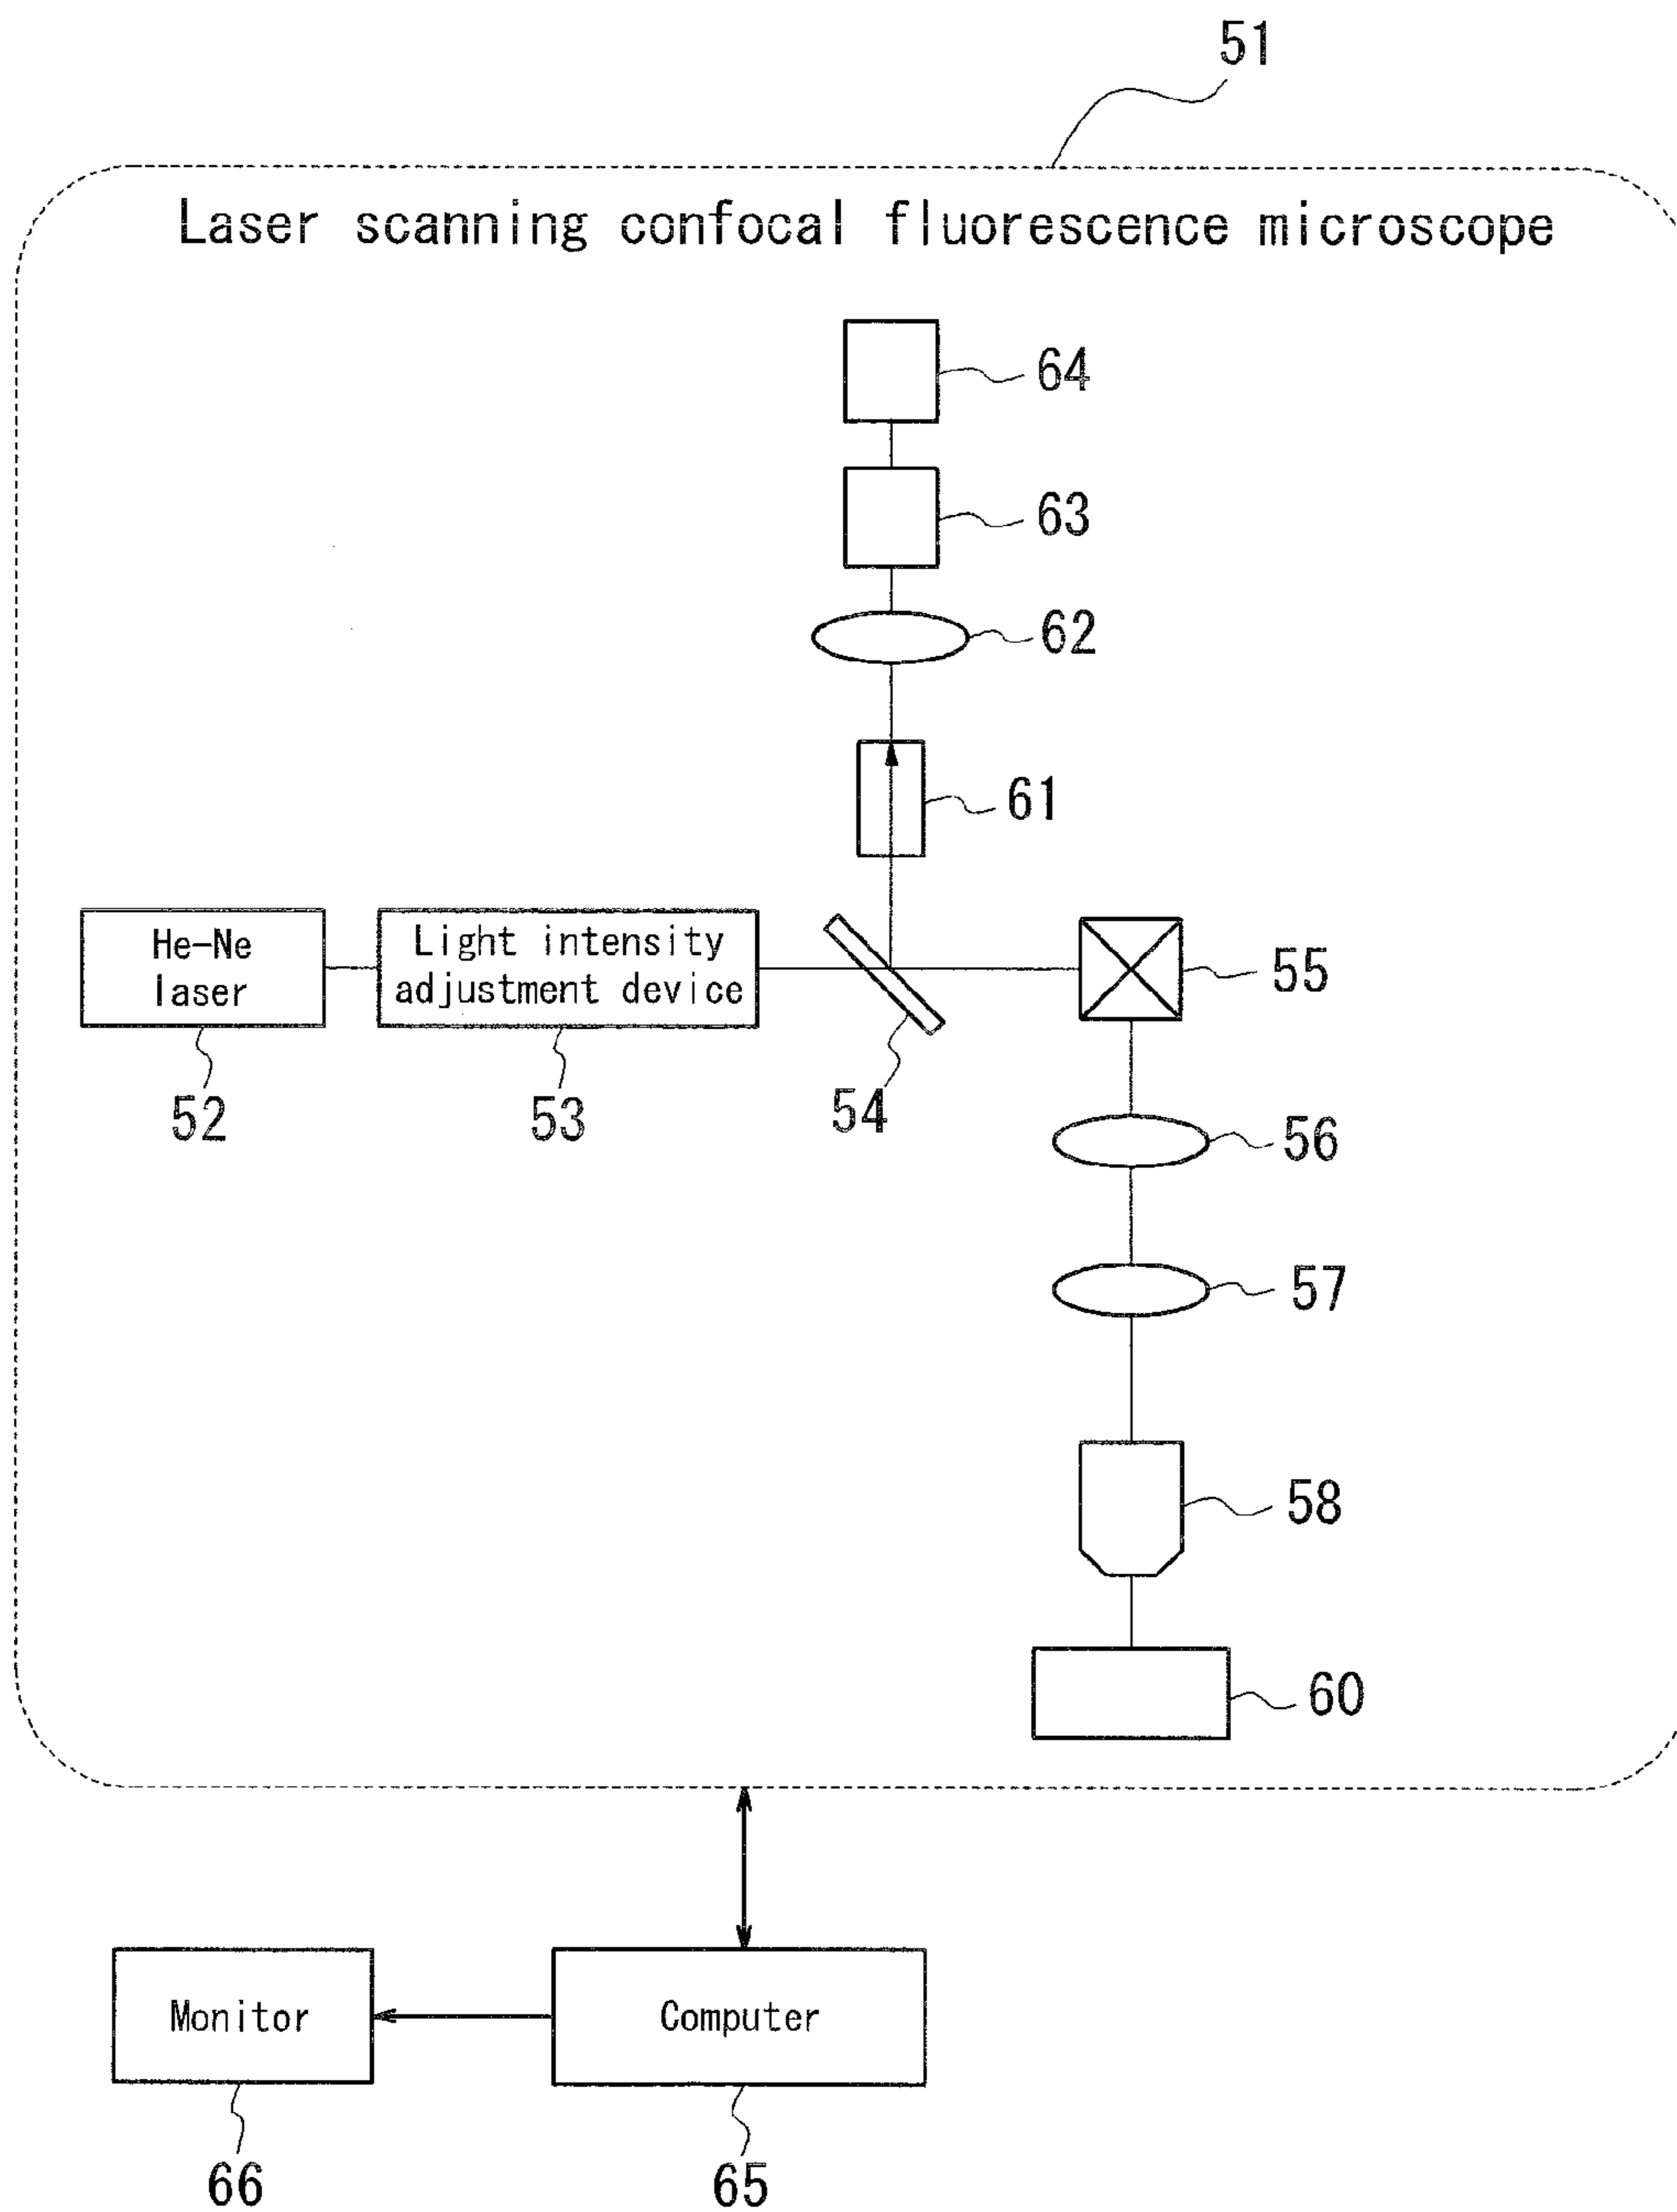 51
Laser scanning confocal fluorescence microscope
64
63
62
61
He-Ne
laser
Light intensity
adjustment device
55
52
53
54
56
57
58
60
Monitor
Computer
66
65